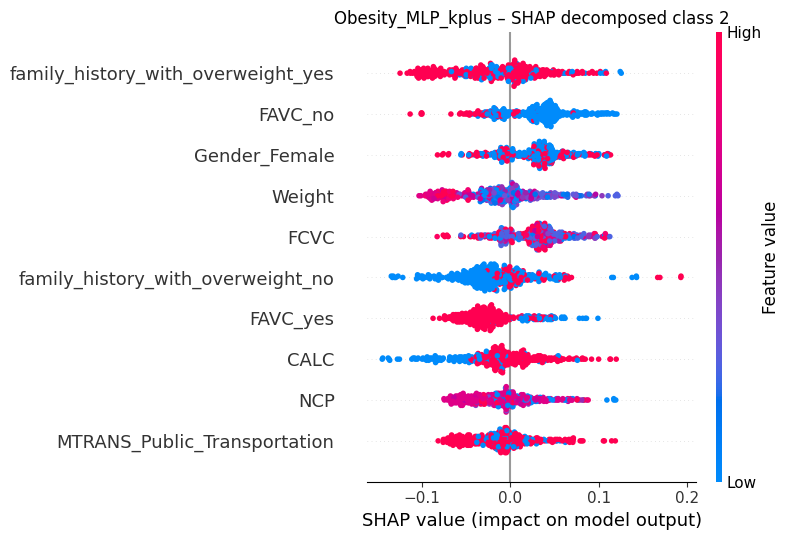 Obesity_MLP_kplus – SHAP decomposed class 2
High
family_history_with_overweight_yes
FAVC_no
Gender_Female
Weight
FCVC
family_history_with_overweight_no
FAVC_yes
CALC
NCP
MTRANS_Public_Transportation
Feature value
Low
−0.1 0.0 0.1 0.2
SHAP value (impact on model output)